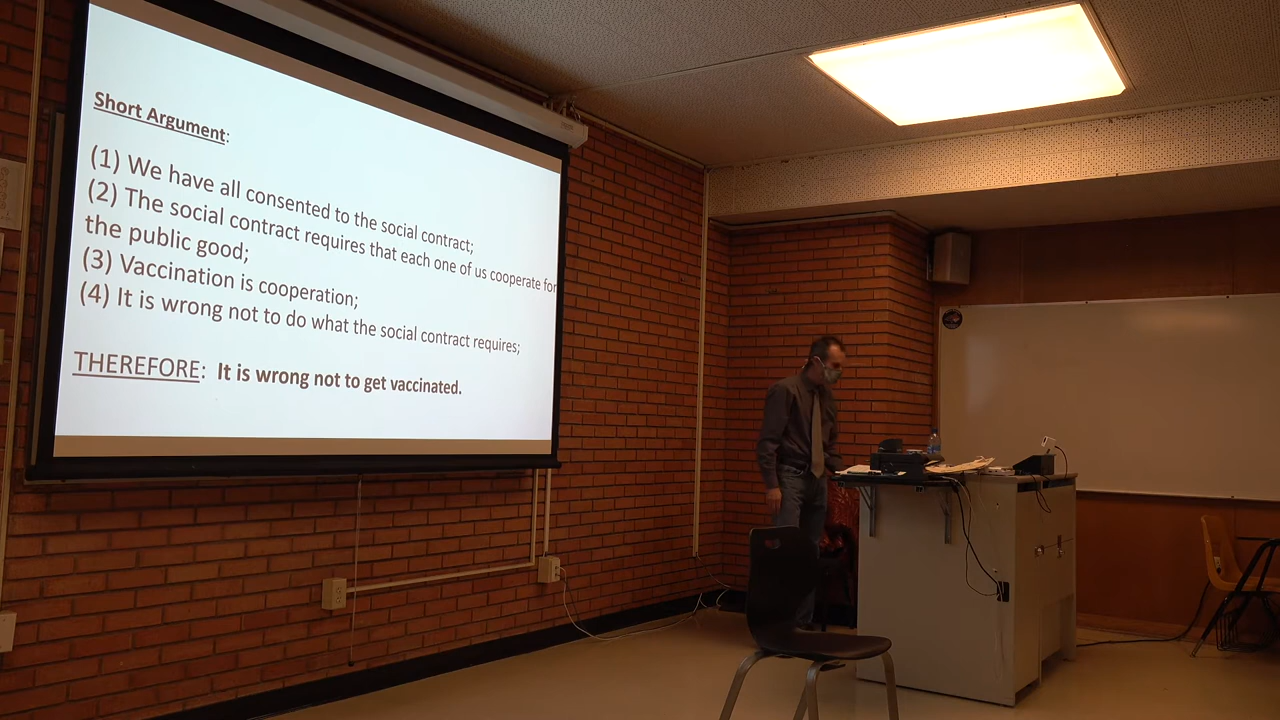 Short Argument:
(1) We have all consented to the social contract;
(2) The social contract requires that each one of us cooperate for
the public good;
(3) Vaccination is cooperation;
(4) It is wrong not to do what the social contract requires;
THEREFORE: It is wrong not to get vaccinated.